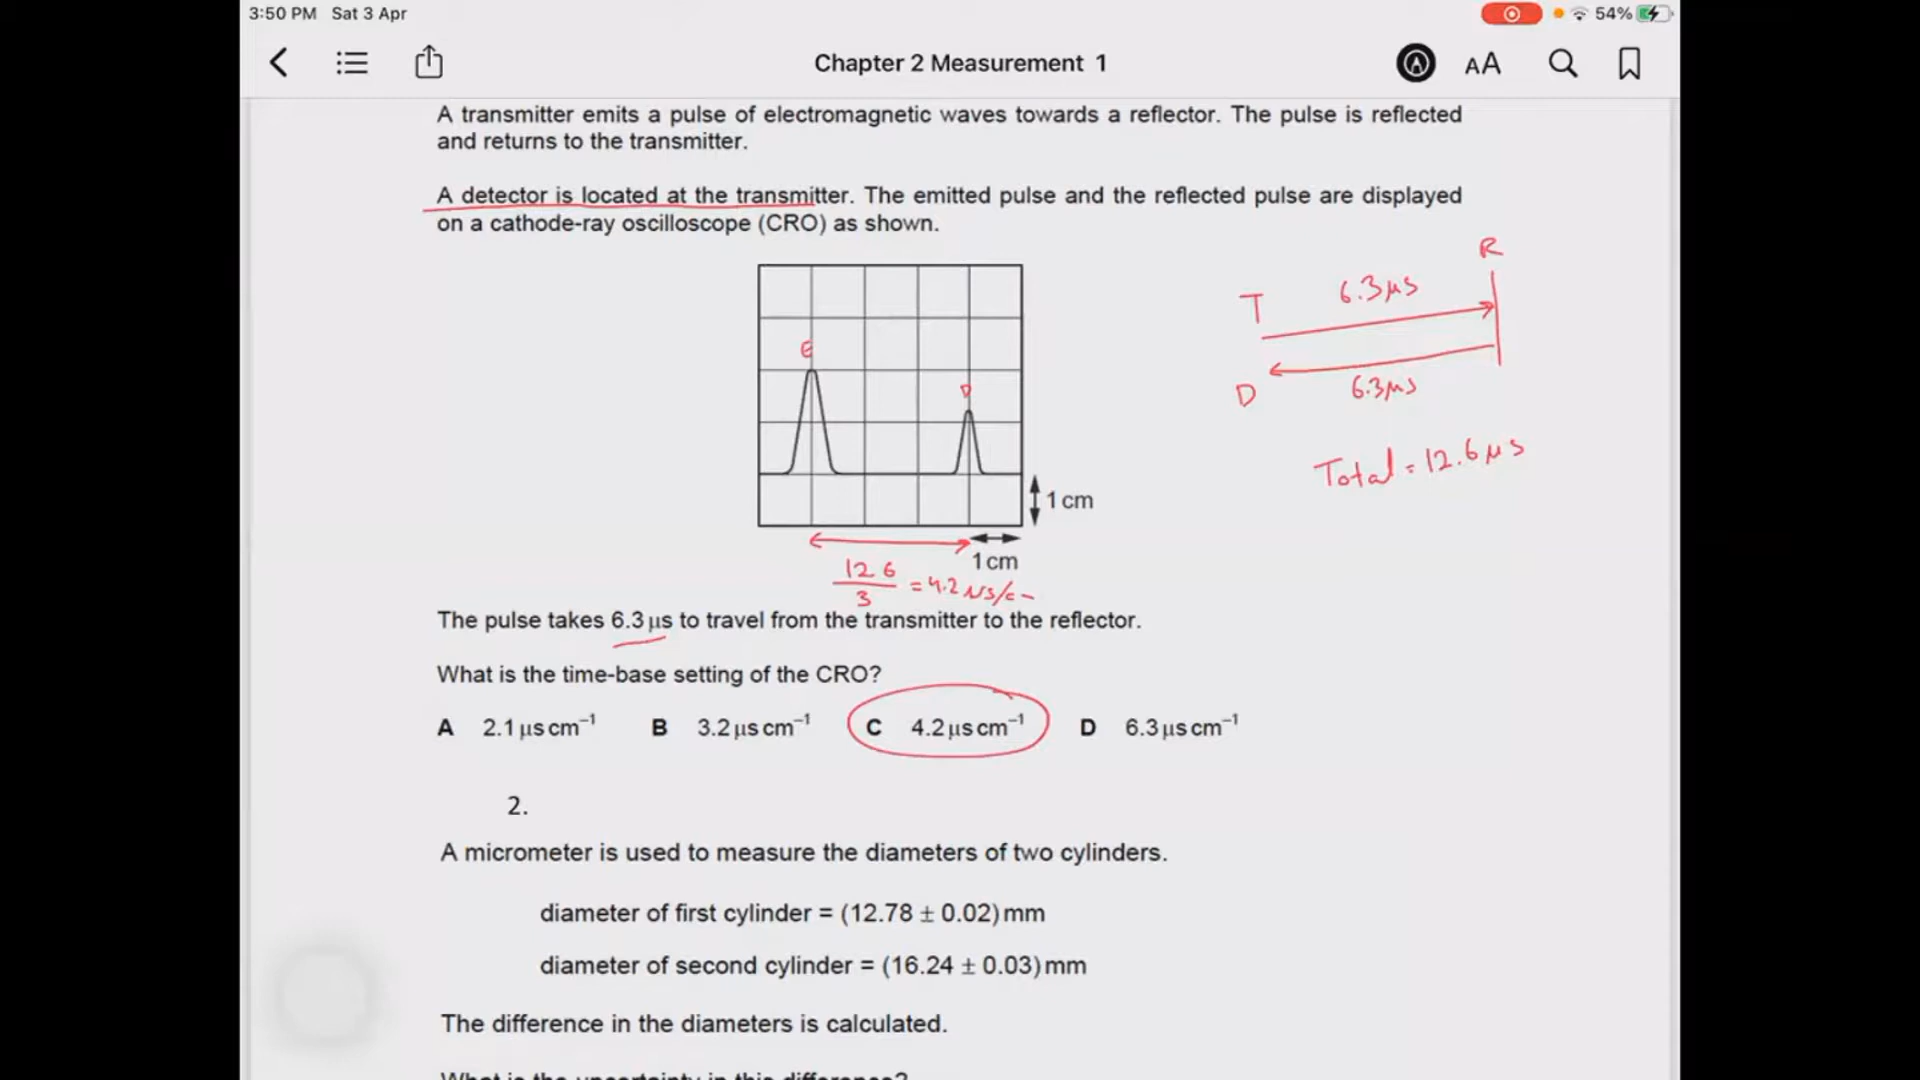 3:50 PM Sat 3 Apr
54%
Chapter 2 Measurement 1
AA
A transmitter emits a pulse of electromagnetic waves towards a reflector. The pulse is reflected
and returns to the transmitter.
A detector is located at the transmitter. The emitted pulse and the reflected pulse are displayed
on a cathode-ray oscilloscope (CRO) as shown.
R
T 6.3μs
6.3μs
D
Total = 12.6μs
E
D
1 cm
1 cm
12.6
3
= 4.2 μs/c
The pulse takes 6.3 μs to travel from the transmitter to the reflector.
What is the time-base setting of the CRO?
A 2.1 μs cm⁻¹ B 3.2 μs cm⁻¹ C 4.2 μs cm⁻¹ D 6.3 μs cm⁻¹
2.
A micrometer is used to measure the diameters of two cylinders.
diameter of first cylinder = (12.78 ± 0.02) mm
diameter of second cylinder = (16.24 ± 0.03) mm
The difference in the diameters is calculated.
What is the uncertainty in this difference?